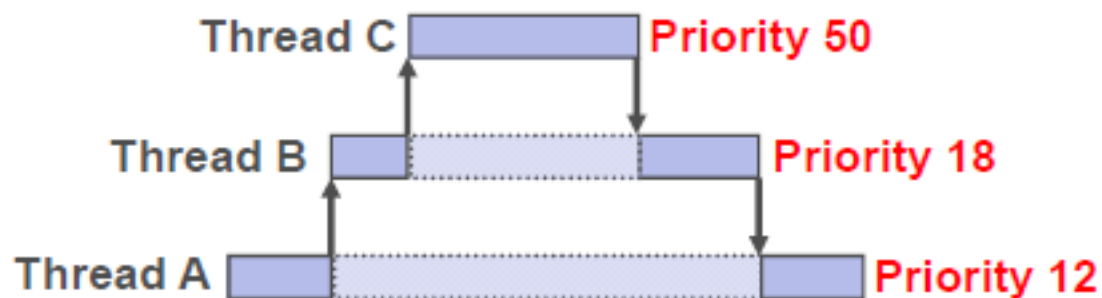 Thread C Priority 50
Thread B Priority 18
Thread A Priority 12